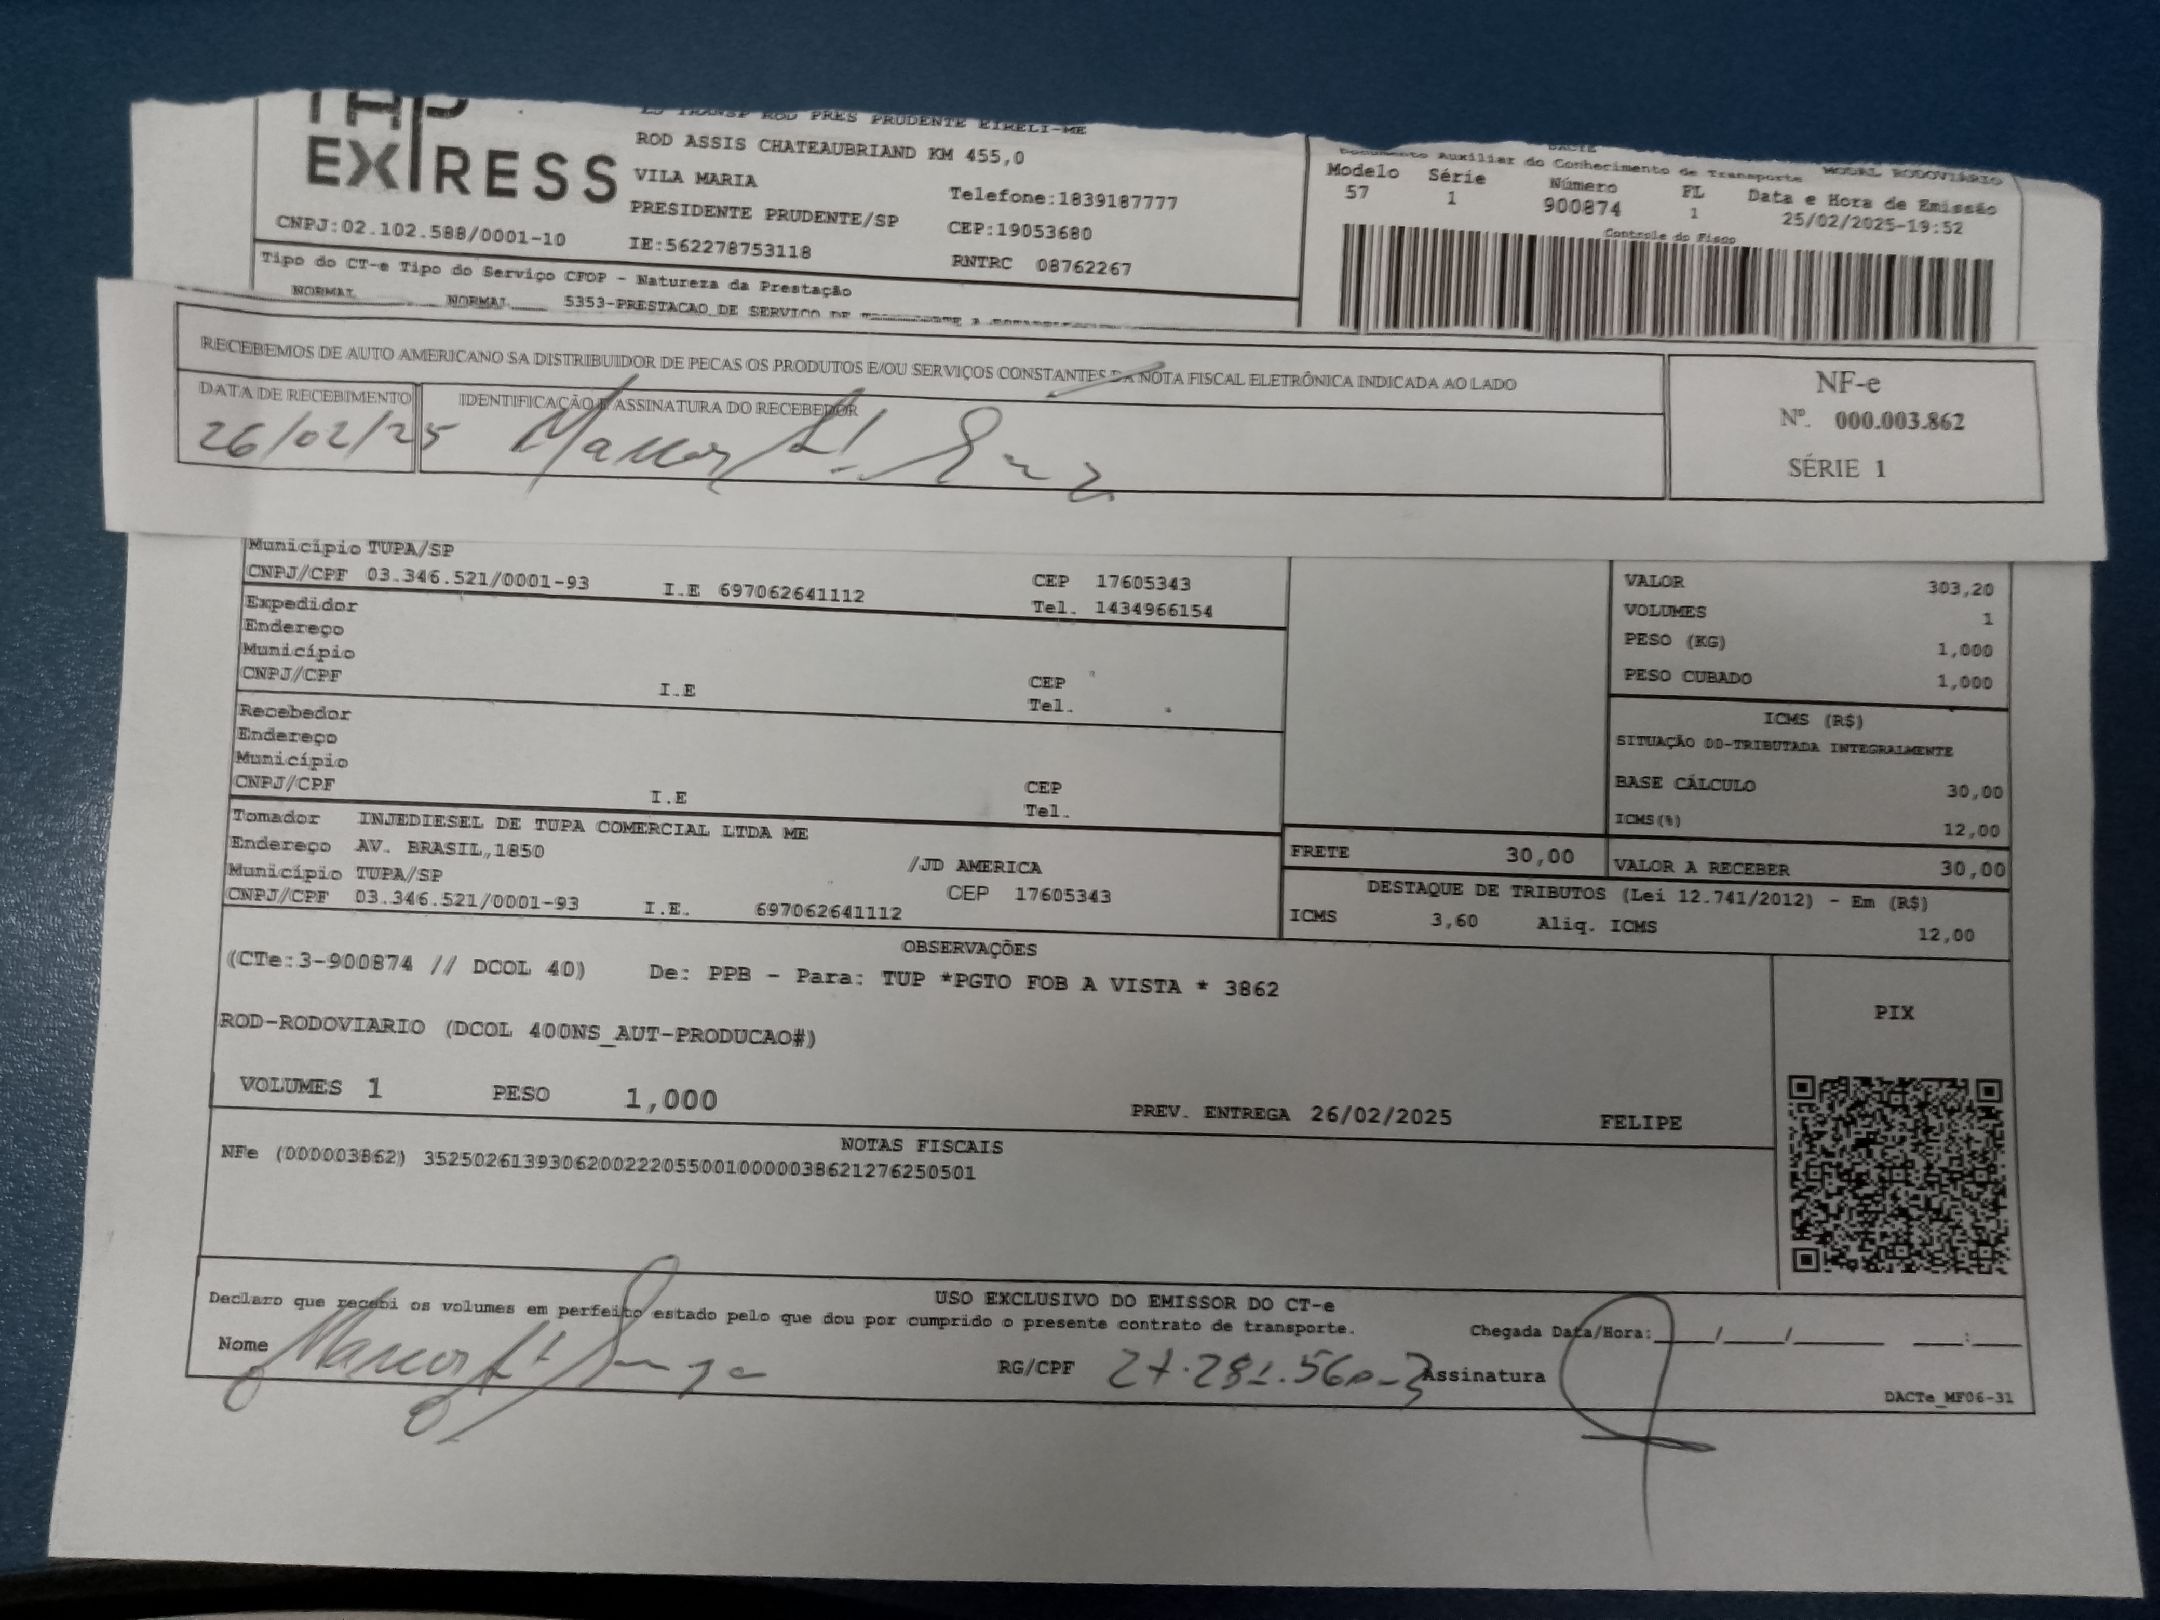 EXPRESS
TRANSP ROD PRES PRUDENTE EIRELI-ME
ROD ASSIS CHATEAUBRIAND KM 455,0
VILA MARIA
Telefone:1839187777
PRESIDENTE PRUDENTE/SP
CEP:19053680
CNPJ:02.102.588/0001-10
IE:562278753118
RNTRC 08762267
DACTE
Documento Auxiliar do Conhecimento de Transporte MODAL RODOVIÁRIO
Modelo Série Número FL Data e Hora de Emissão
57 1 900874 1 25/02/2025-19:52
Controle do Fisco
Tipo do CT-e Tipo do Serviço CFOP - Natureza da Prestação
NORMAL NORMAL 5353-PRESTACAO DE SERVICO DE
RECEBEMOS DE AUTO AMERICANO SA DISTRIBUIDOR DE PECAS OS PRODUTOS E/OU SERVIÇOS CONSTANTES DA NOTA FISCAL ELETRÔNICA INDICADA AO LADO
DATA DE RECEBIMENTO
IDENTIFICAÇÃO E ASSINATURA DO RECEBEDOR
26/02/25
Marcos
NF-e
Nº. 000.003.862
SÉRIE 1
Município TUPA/SP
CNPJ/CPF 03.346.521/0001-93 I.E 697062641112
CEP 17605343
Tel. 1434966154
Expedidor
Endereço
Município
CNPJ/CPF I.E
CEP
Tel.
Recebedor
Endereço
Município
CNPJ/CPF I.E
CEP
Tel.
VALOR 303,20
VOLUMES 1
PESO (KG) 1,000
PESO CUBADO 1,000
ICMS (R$)
SITUAÇÃO 00-TRIBUTADA INTEGRALMENTE
BASE CÁLCULO 30,00
ICMS(%) 12,00
Tomador INJEDIESEL DE TUPA COMERCIAL LTDA ME
Endereço AV. BRASIL,1850 /JD AMERICA
Município TUPA/SP CEP 17605343
CNPJ/CPF 03.346.521/0001-93 I.E. 697062641112
FRETE 30,00 VALOR A RECEBER 30,00
DESTAQUE DE TRIBUTOS (Lei 12.741/2012) - Em (R$)
ICMS 3,60 Aliq. ICMS 12,00
OBSERVAÇÕES
(CTe:3-900874 // DCOL 40) De: PPB - Para: TUP *PGTO FOB A VISTA * 3862
ROD-RODOVIARIO (DCOL 400NS_AUT-PRODUCAO#)
PIX
VOLUMES 1 PESO 1,000 PREV. ENTREGA 26/02/2025 FELIPE
NOTAS FISCAIS
NFe (000003862) 35250261393062002220550010000038621276250501
USO EXCLUSIVO DO EMISSOR DO CT-e
Declaro que recebi os volumes em perfeito estado pelo que dou por cumprido o presente contrato de transporte.
Chegada Data/Hora:____/____/______ ___:___
Nome Marcos
RG/CPF
Assinatura
DACTe_MF06-31